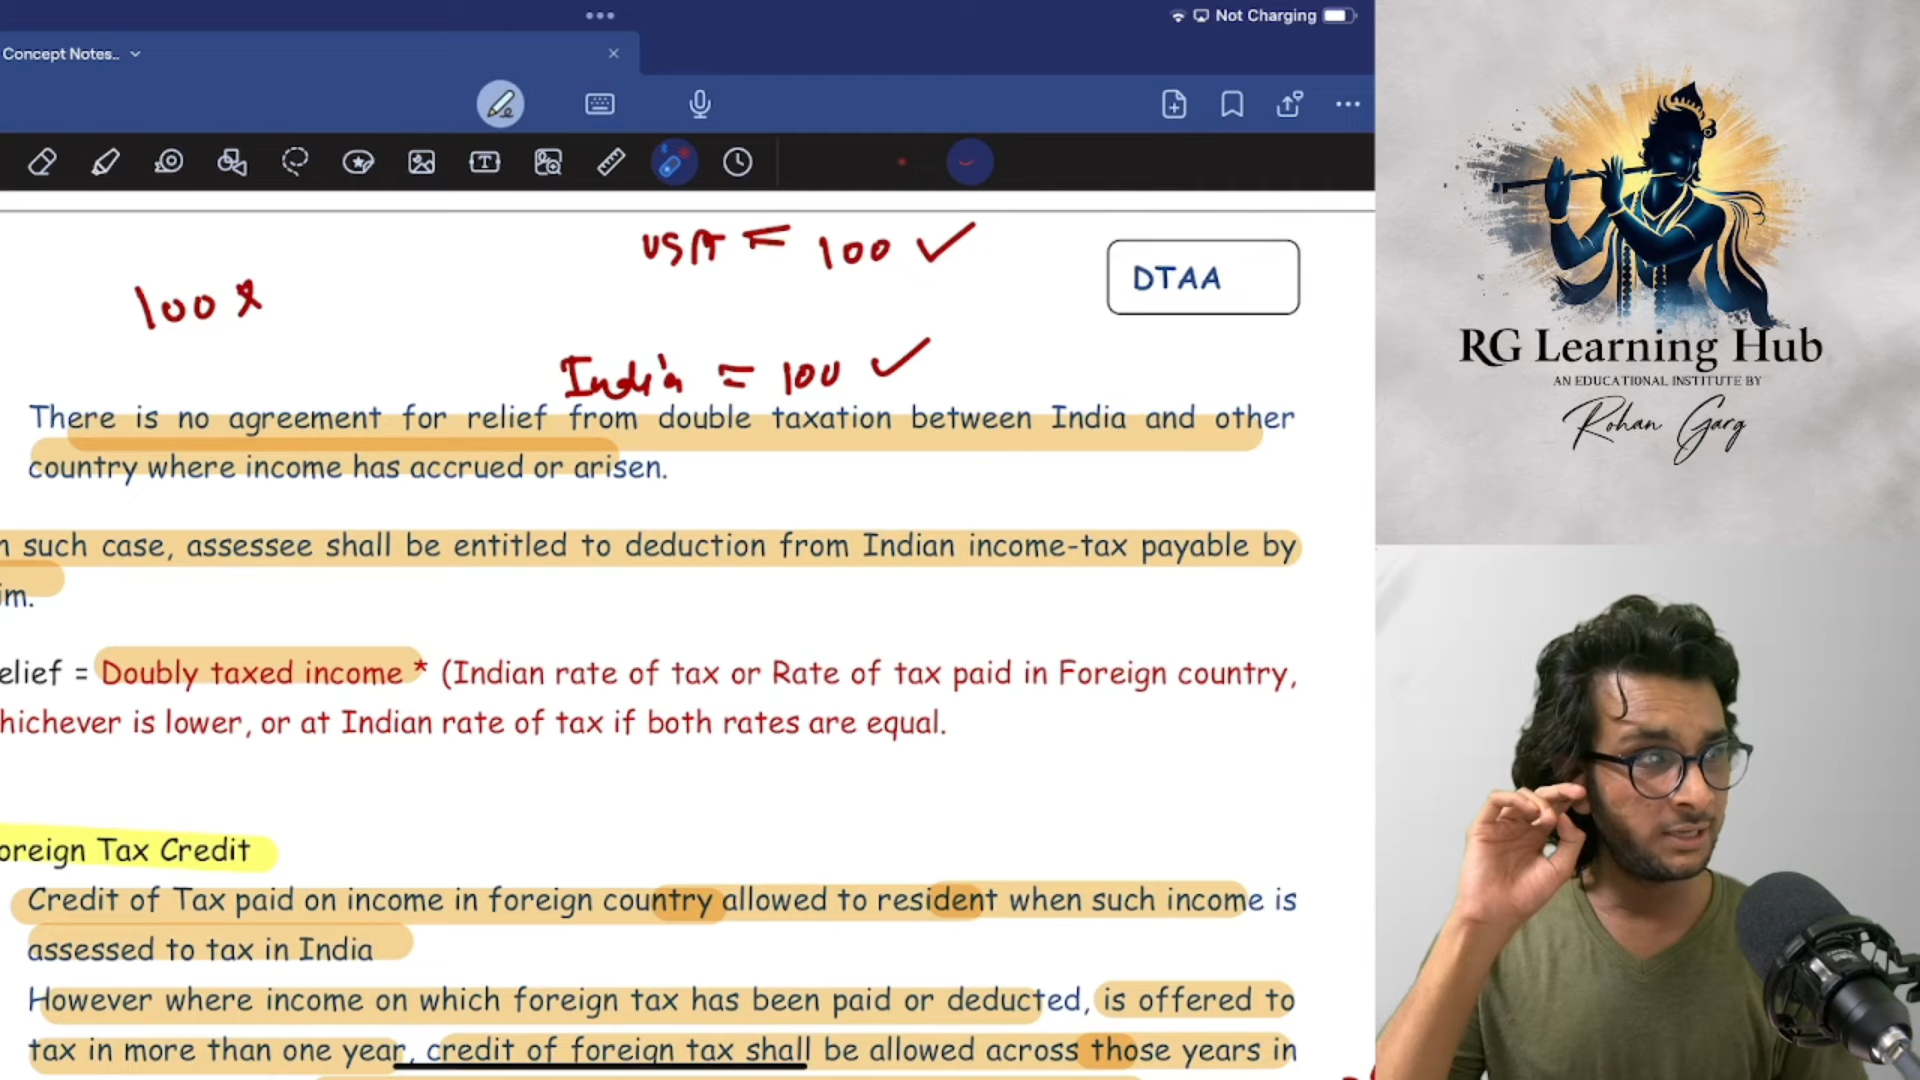 Not Charging
Concept Notes..
USA = 100 ✓
DTAA
100 x
India = 100 ✓
There is no agreement for relief from double taxation between India and other
country where income has accrued or arisen.
n such case, assessee shall be entitled to deduction from Indian income-tax payable by
im.
elief = Doubly taxed income * (Indian rate of tax or Rate of tax paid in Foreign country,
hichever is lower, or at Indian rate of tax if both rates are equal.
oreign Tax Credit
Credit of Tax paid on income in foreign country allowed to resident when such income is
assessed to tax in India
However where income on which foreign tax has been paid or deducted, is offered to
tax in more than one year, credit of foreign tax shall be allowed across those years in
RG Learning Hub
AN EDUCATIONAL INSTITUTE BY
Rohan Garg